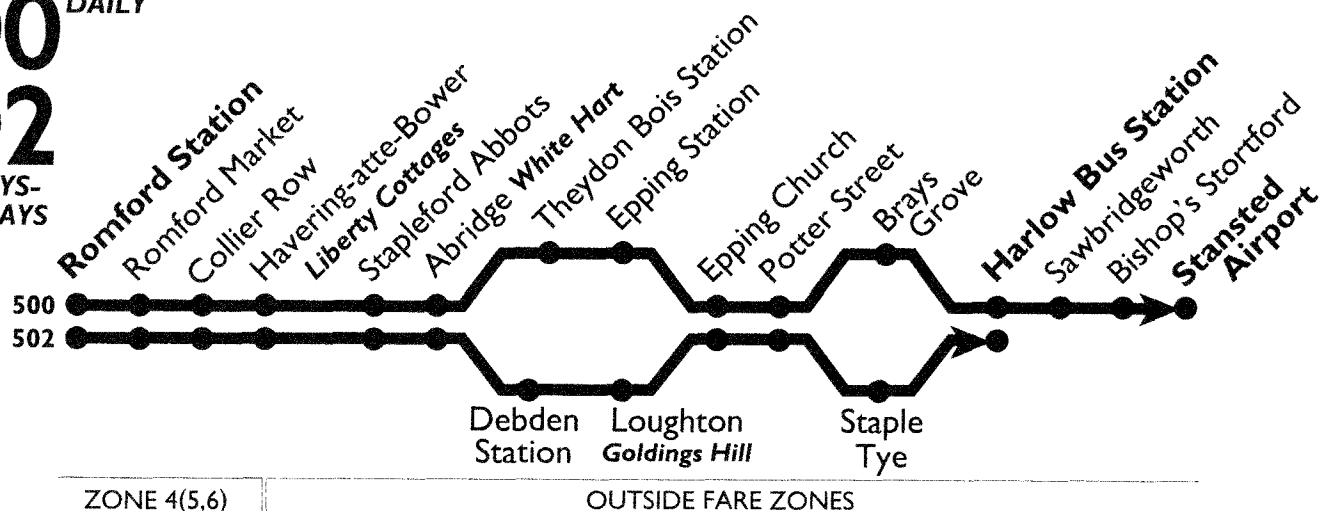 DAILY
Romford Station
Romford Market
Collier Row
Havering-atte-Bower
Liberty Cottages
Stapleford Abbots
Abridge White Hart
Theydon Bois Station
Epping Station
Epping Church
Potter Street
Brays
Grove
Harlow Bus Station
Sawbridgeworth
Bishop's Stortford
Stansted
Airport
500
502
Debden
Station
Loughton
Goldings Hill
Staple
Tye
ZONE 4(5,6)
OUTSIDE FARE ZONES